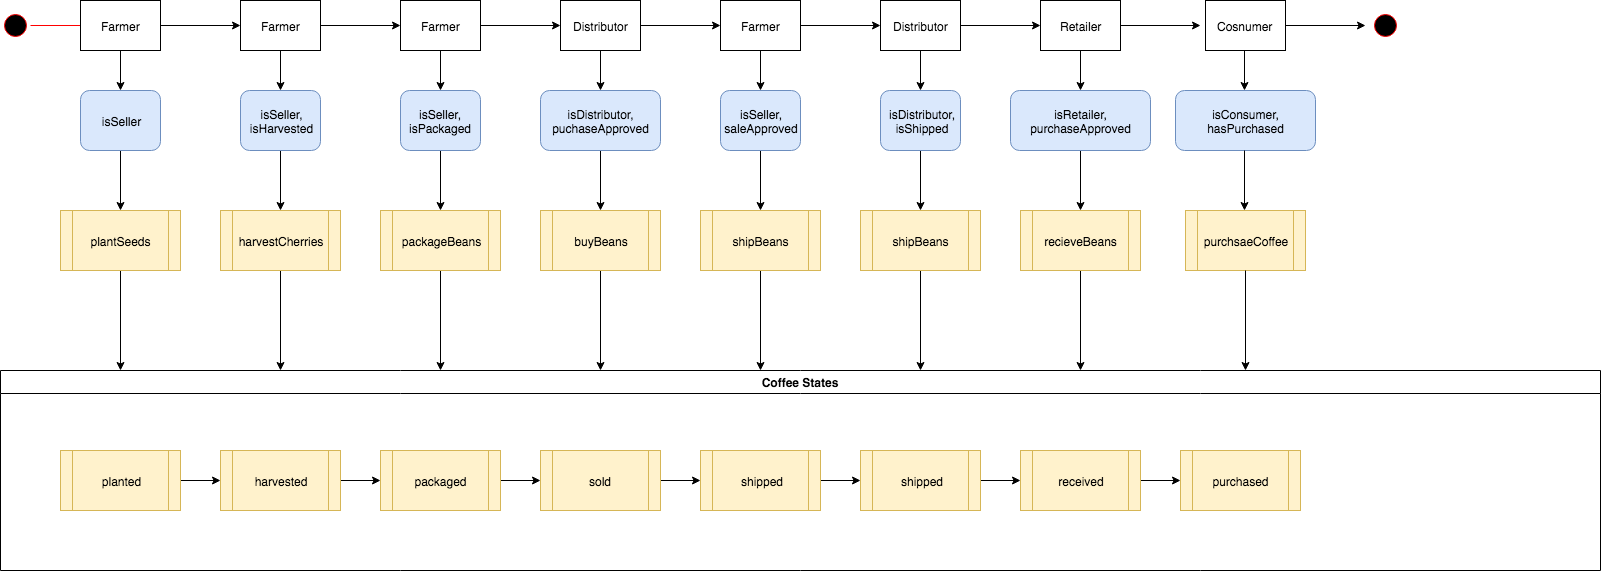 Farmer
Farmer
Farmer
Distributor
Farmer
Distributor
Retailer
Cosnumer
isSeller
isSeller,
isHarvested
isSeller,
isPackaged
isDistributor,
puchaseApproved
isSeller,
saleApproved
isDistributor,
isShipped
isRetailer,
purchaseApproved
isConsumer,
hasPurchased
plantSeeds
harvestCherries
packageBeans
buyBeans
shipBeans
shipBeans
recieveBeans
purchsaeCoffee
Coffee States
planted
harvested
packaged
sold
shipped
shipped
received
purchased